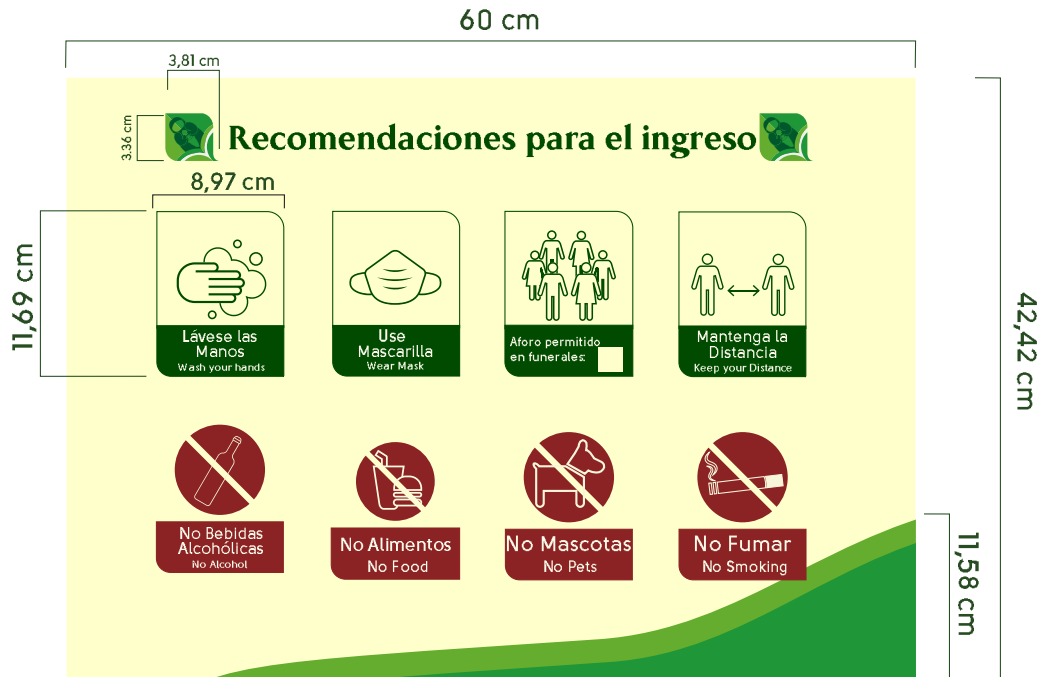 60 cm
3,81 cm
3.36 cm
Recomendaciones para el ingreso
8,97 cm
11,69 cm
42,42 cm
Lávese las
Manos
Wash your hands
Use
Mascarilla
Wear Mask
Aforo permitido
en funerales:
Mantenga la
Distancia
Keep your Distance
No Bebidas
Alcohólicas
No Alcohol
No Alimentos
No Food
No Mascotas
No Pets
No Fumar
No Smoking
11,58 cm